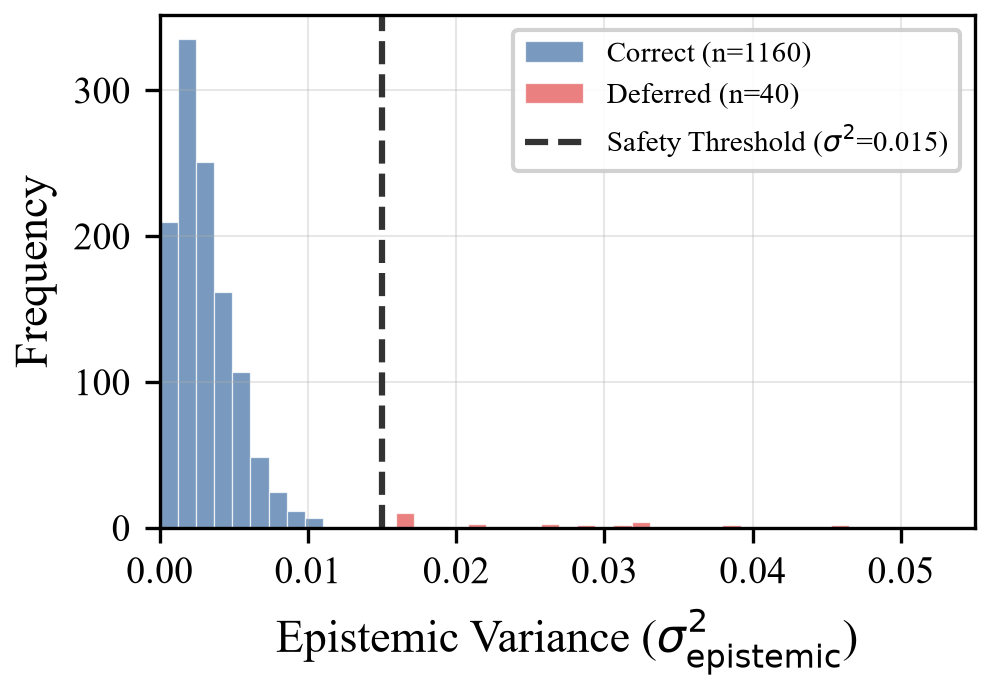 Correct (n=1160)
Deferred (n=40)
Safety Threshold (σ²=0.015)
Frequency
300
200
100
0
0.00 0.01 0.02 0.03 0.04 0.05
Epistemic Variance (σ²epistemic)